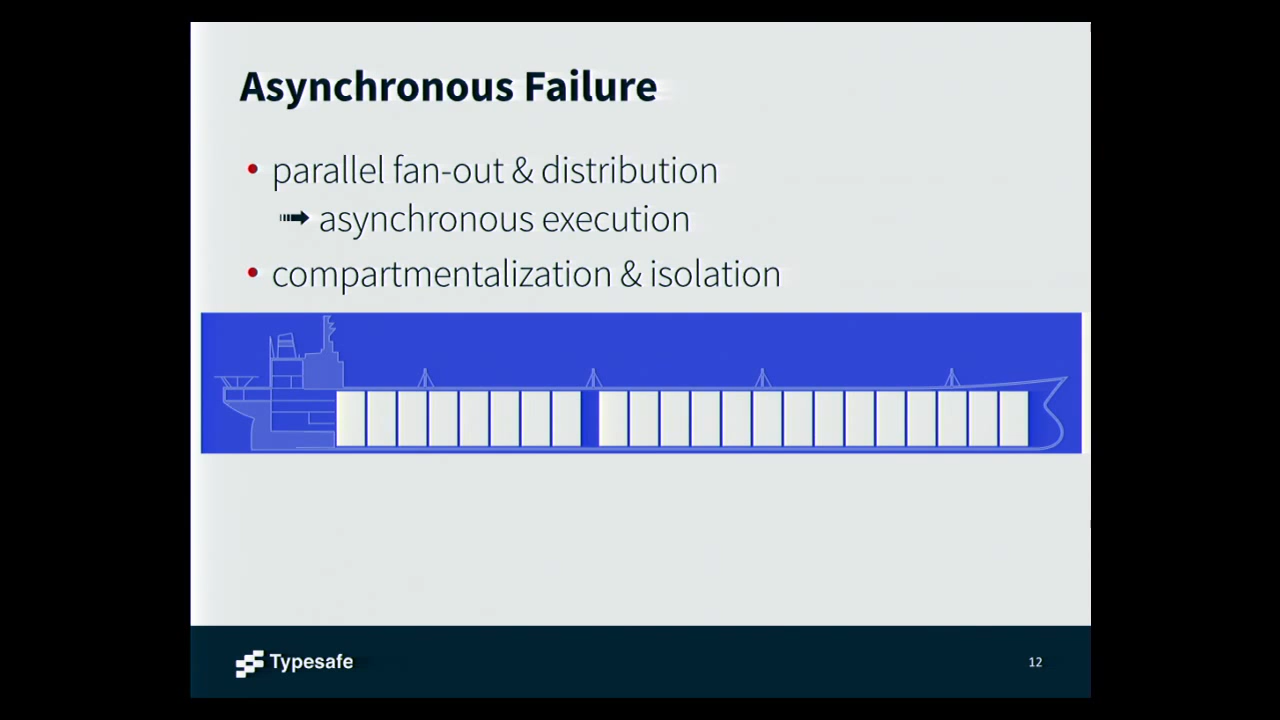 Asynchronous Failure
• parallel fan-out & distribution
➟ asynchronous execution
• compartmentalization & isolation
Typesafe
12